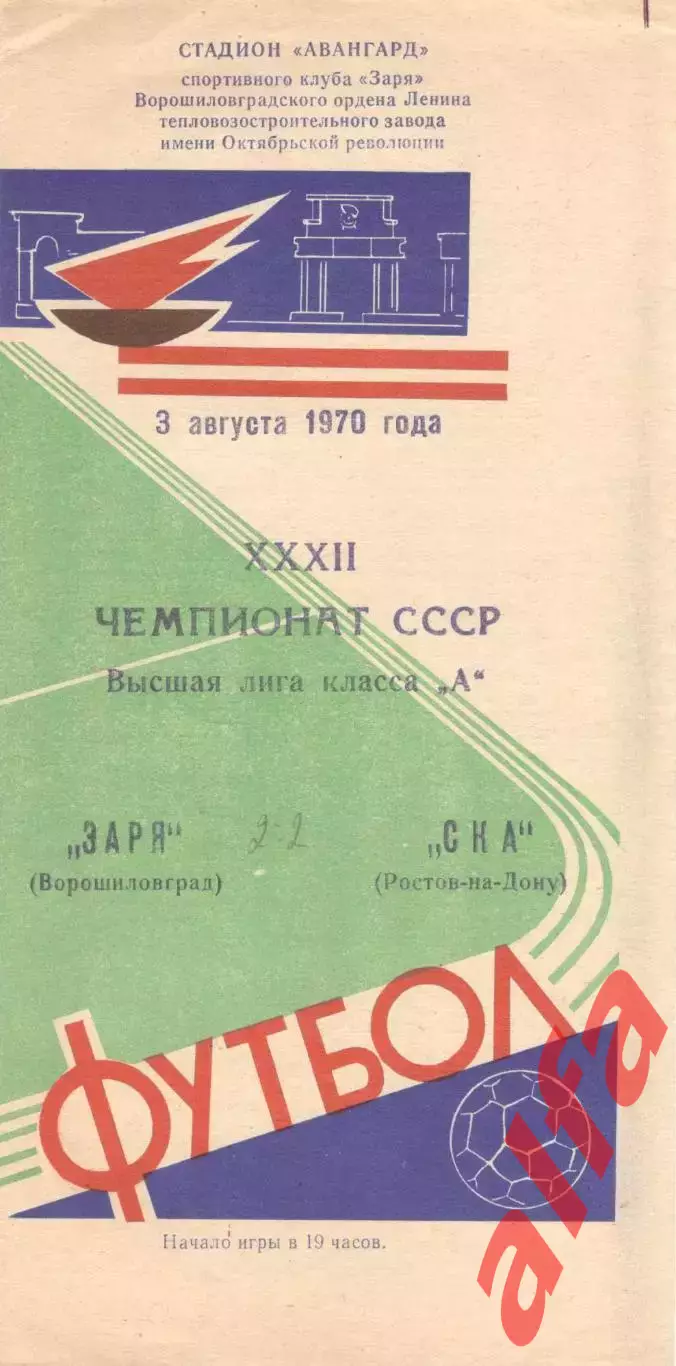 СТАДИОН «АВАНГАРД»
спортивного клуба «Заря»
Ворошиловградского ордена Ленина
тепловозостроительного завода
имени Октябрьской революции
3 августа 1970 года
XXXII
ЧЕМПИОНАТ СССР
Высшая лига класса „А“
„ЗАРЯ“ 2-2 „СКА“
(Ворошиловград) (Ростов-на-Дону)
ФУТБОЛ
Начало игры в 19 часов.
alfa